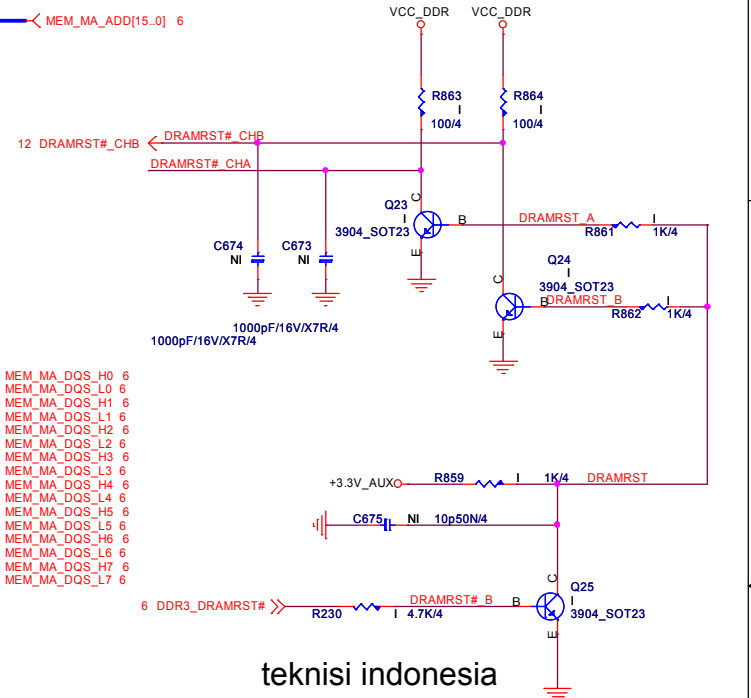 VCC_DDR VCC_DDR
MEM_MA_ADD[15..0] 6
R863 R864
I I
100/4 100/4
12 DRAMRST#_CHB DRAMRST#_CHB
DRAMRST#_CHA
C
Q23
I
3904_SOT23
B DRAMRST_A I
R861 1K/4
E
C674 C673
NI NI
Q24
I
3904_SOT23
C
B DRAMRST_B I
R862 1K/4
E
1000pF/16V/X7R/4
1000pF/16V/X7R/4
MEM_MA_DQS_H0 6
MEM_MA_DQS_L0 6
MEM_MA_DQS_H1 6
MEM_MA_DQS_L1 6
MEM_MA_DQS_H2 6
MEM_MA_DQS_L2 6
MEM_MA_DQS_H3 6
MEM_MA_DQS_L3 6
MEM_MA_DQS_H4 6
MEM_MA_DQS_L4 6
MEM_MA_DQS_H5 6
MEM_MA_DQS_L5 6
MEM_MA_DQS_H6 6
MEM_MA_DQS_L6 6
MEM_MA_DQS_H7 6
MEM_MA_DQS_L7 6
+3.3V_AUX R859 I 1K/4 DRAMRST
C675 NI 10p50N/4
C
Q25
I
3904_SOT23
6 DDR3_DRAMRST# R230 I 4.7K/4 DRAMRST#_B B
E
teknisi indonesia